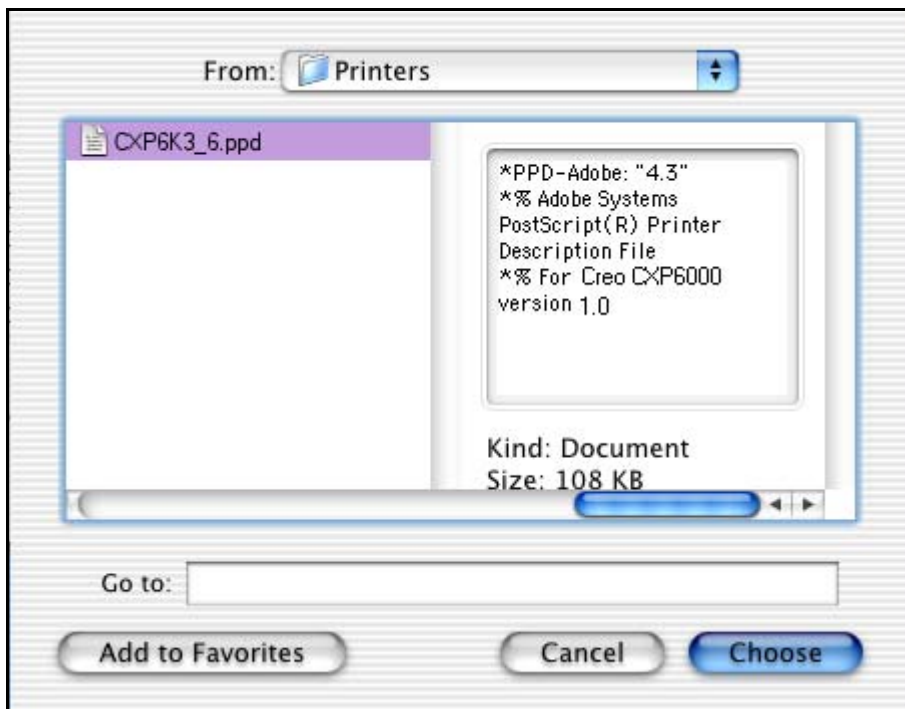 From: Printers
CXP6K3_6.ppd
*PPD-Adobe: "4.3"
*% Adobe Systems
PostScript(R) Printer
Description File
*% For Creo CXP6000
version 1.0
Kind: Document
Size: 108 KB
Go to:
Add to Favorites Cancel Choose